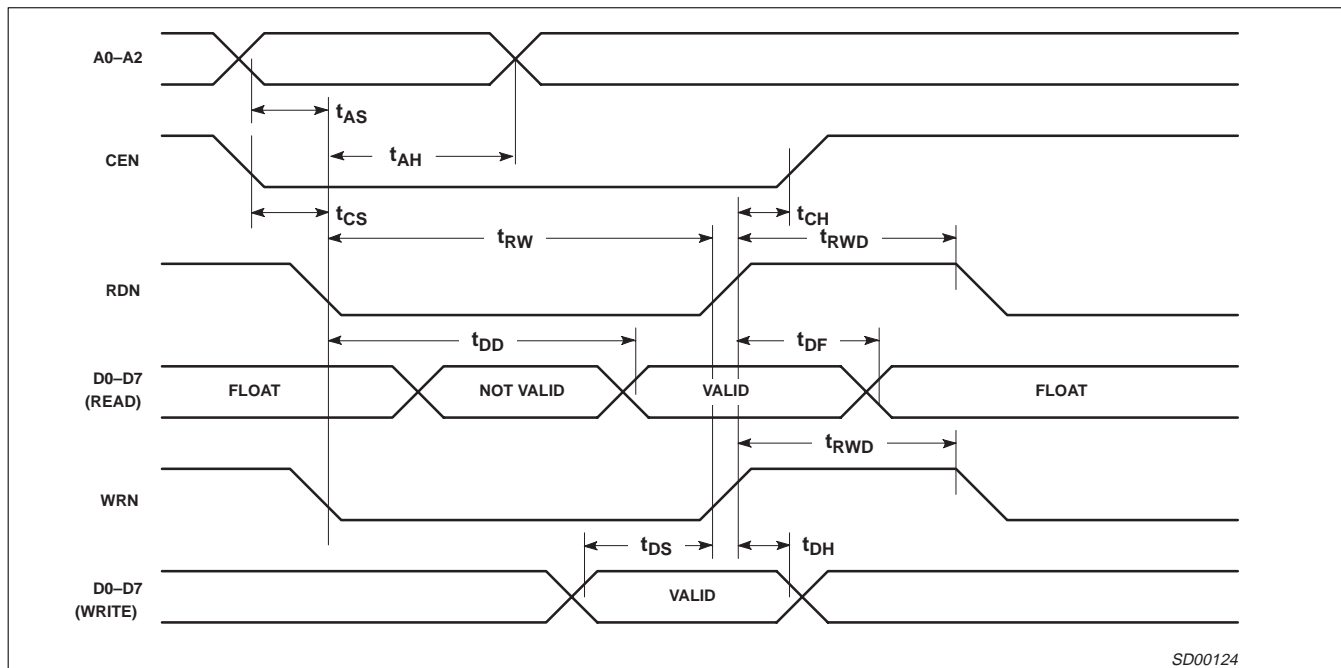 A0–A2
tAS
CEN
tAH
tCS
tCH
tRW
tRWD
RDN
tDD
tDF
D0–D7
(READ)
FLOAT
NOT VALID
VALID
FLOAT
tRWD
WRN
tDS
tDH
D0–D7
(WRITE)
VALID
SD00124